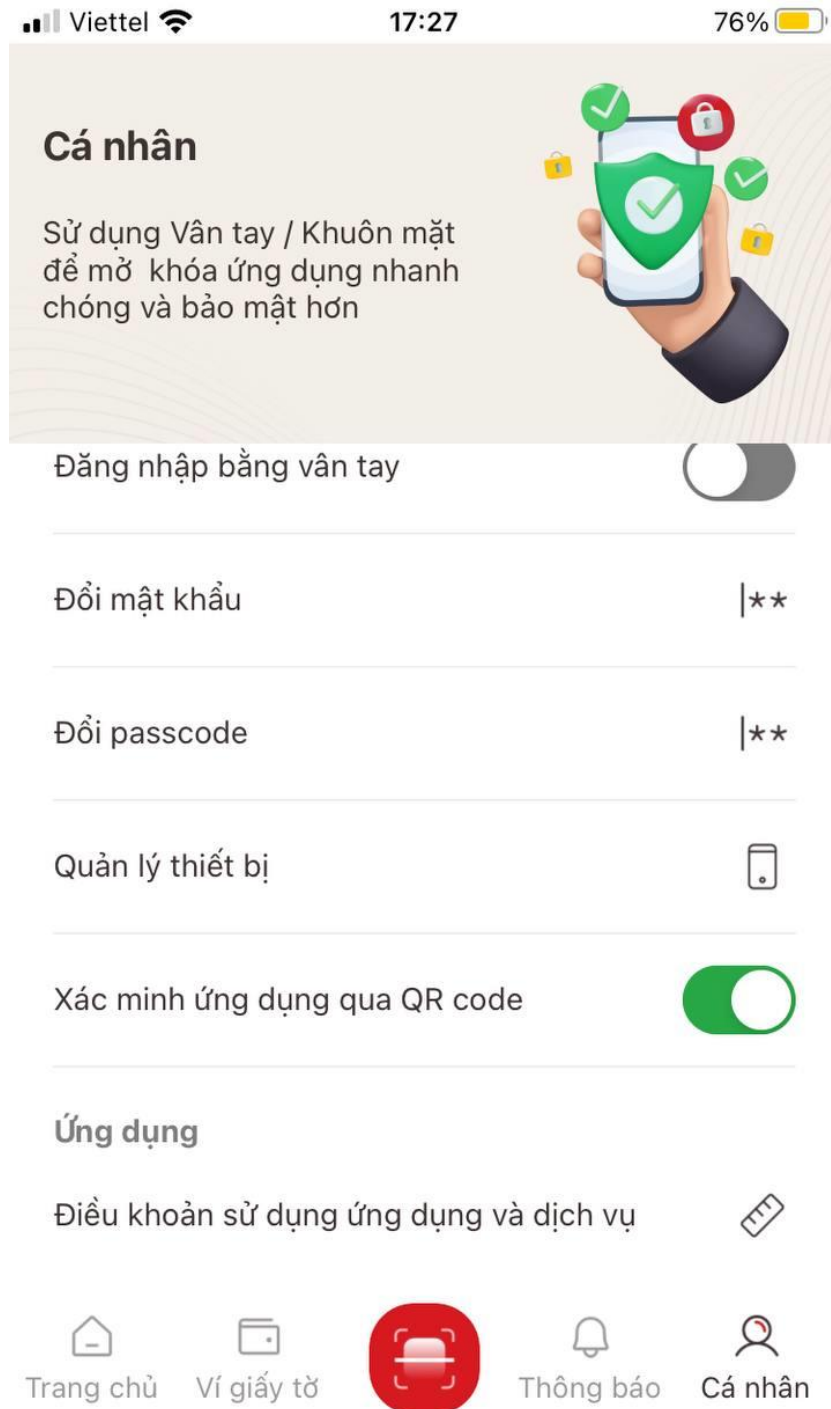 Viettel 17:27 76%
Cá nhân
Sử dụng Vân tay / Khuôn mặt
để mở khóa ứng dụng nhanh
chóng và bảo mật hơn
Đăng nhập bằng vân tay
Đổi mật khẩu |**
Đổi passcode |**
Quản lý thiết bị
Xác minh ứng dụng qua QR code
Ứng dụng
Điều khoản sử dụng ứng dụng và dịch vụ
Trang chủ Ví giấy tờ Thông báo Cá nhân